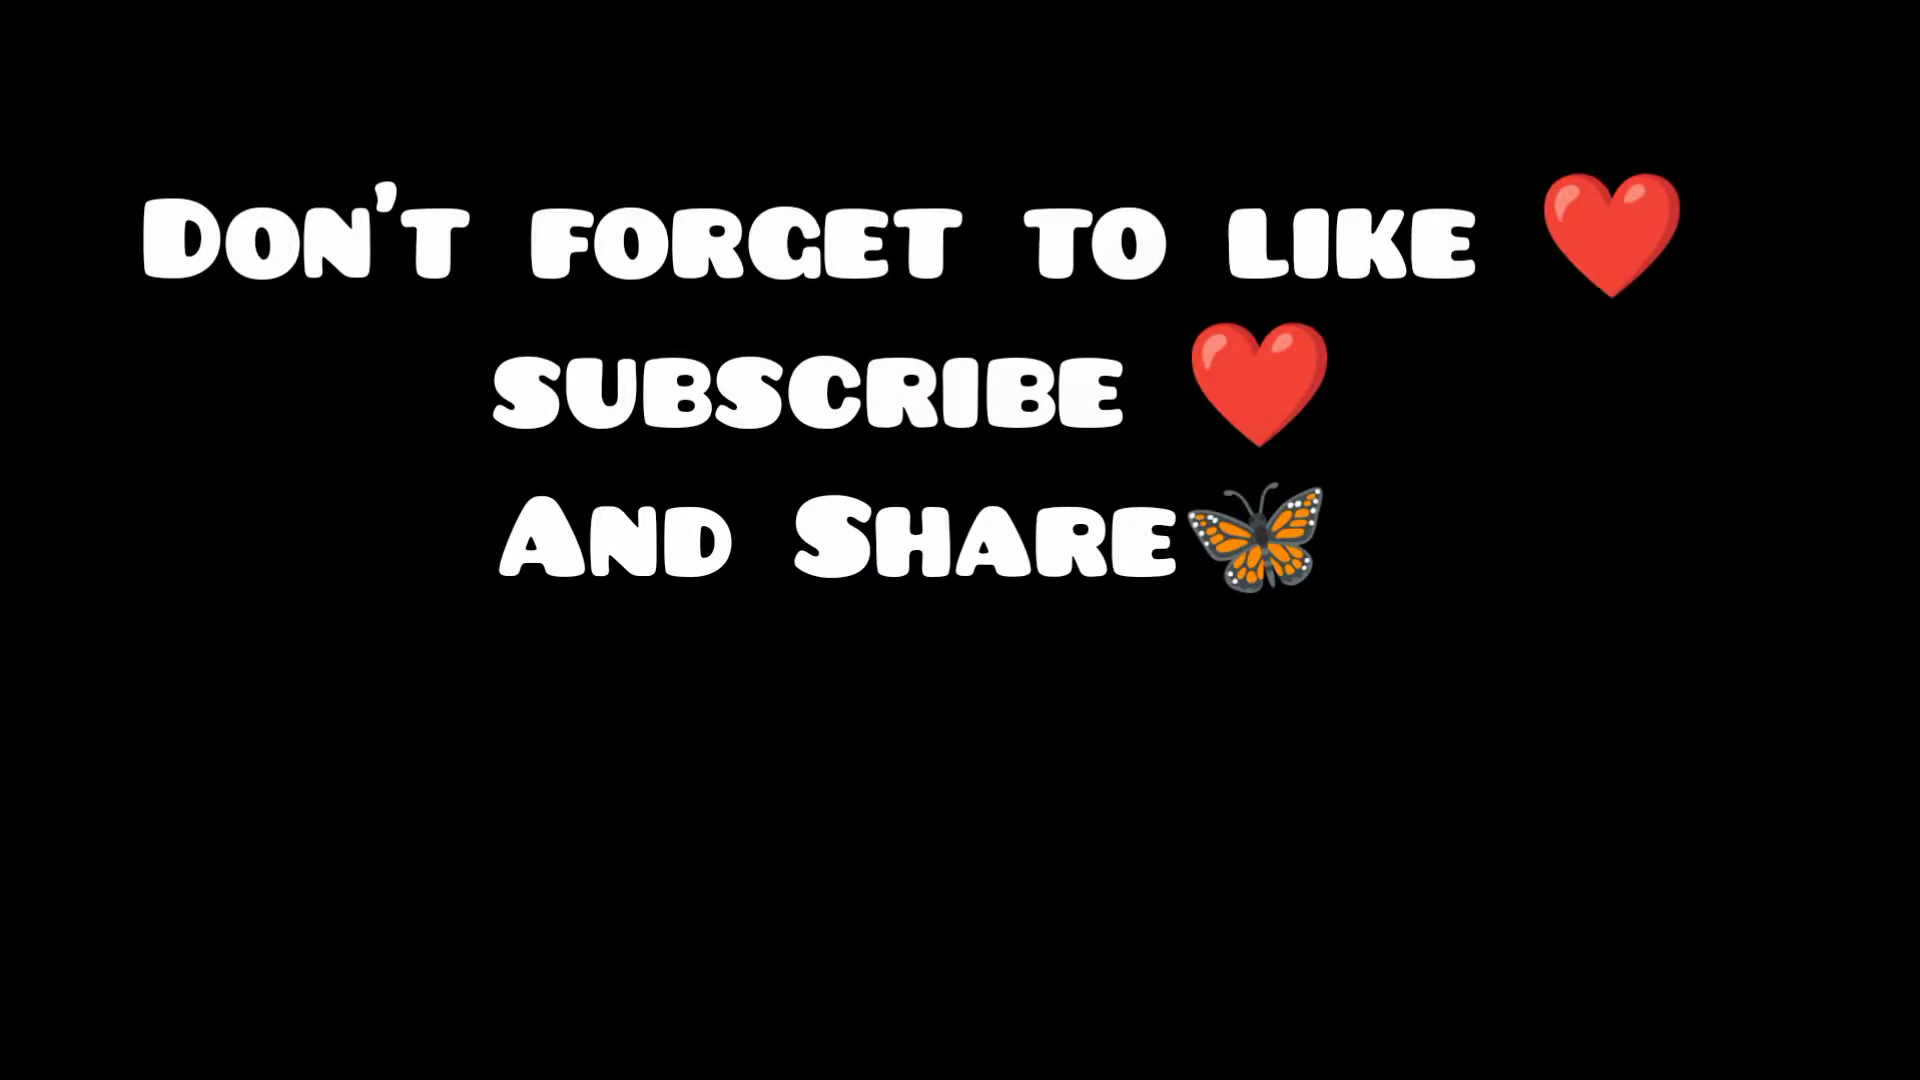 Don't forget to like ❤️
subscribe ❤️
And Share🦋